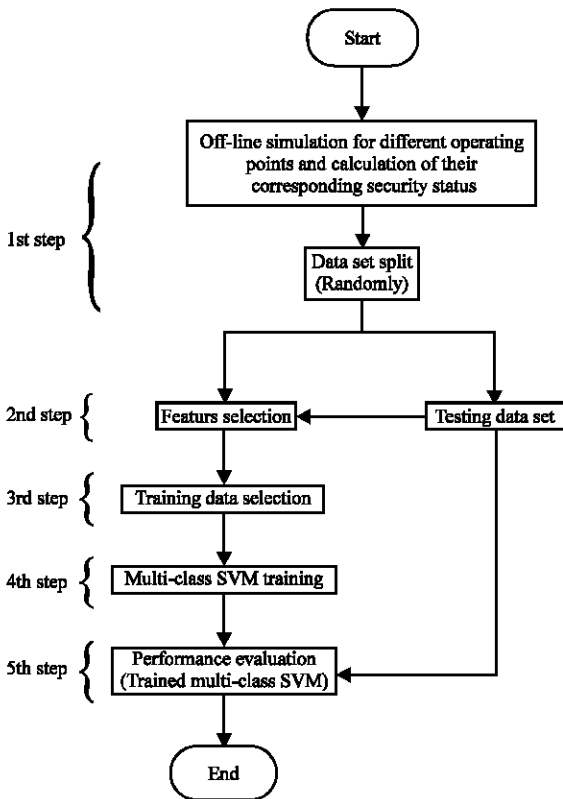 Start
Off-line simulation for different operating
points and calculation of their
corresponding security status
1st step
Data set split
(Randomly)
2nd step
Featurs selection
Testing data set
3rd step
Training data selection
4th step
Multi-class SVM training
5th step
Performance evaluation
(Trained multi-class SVM)
End